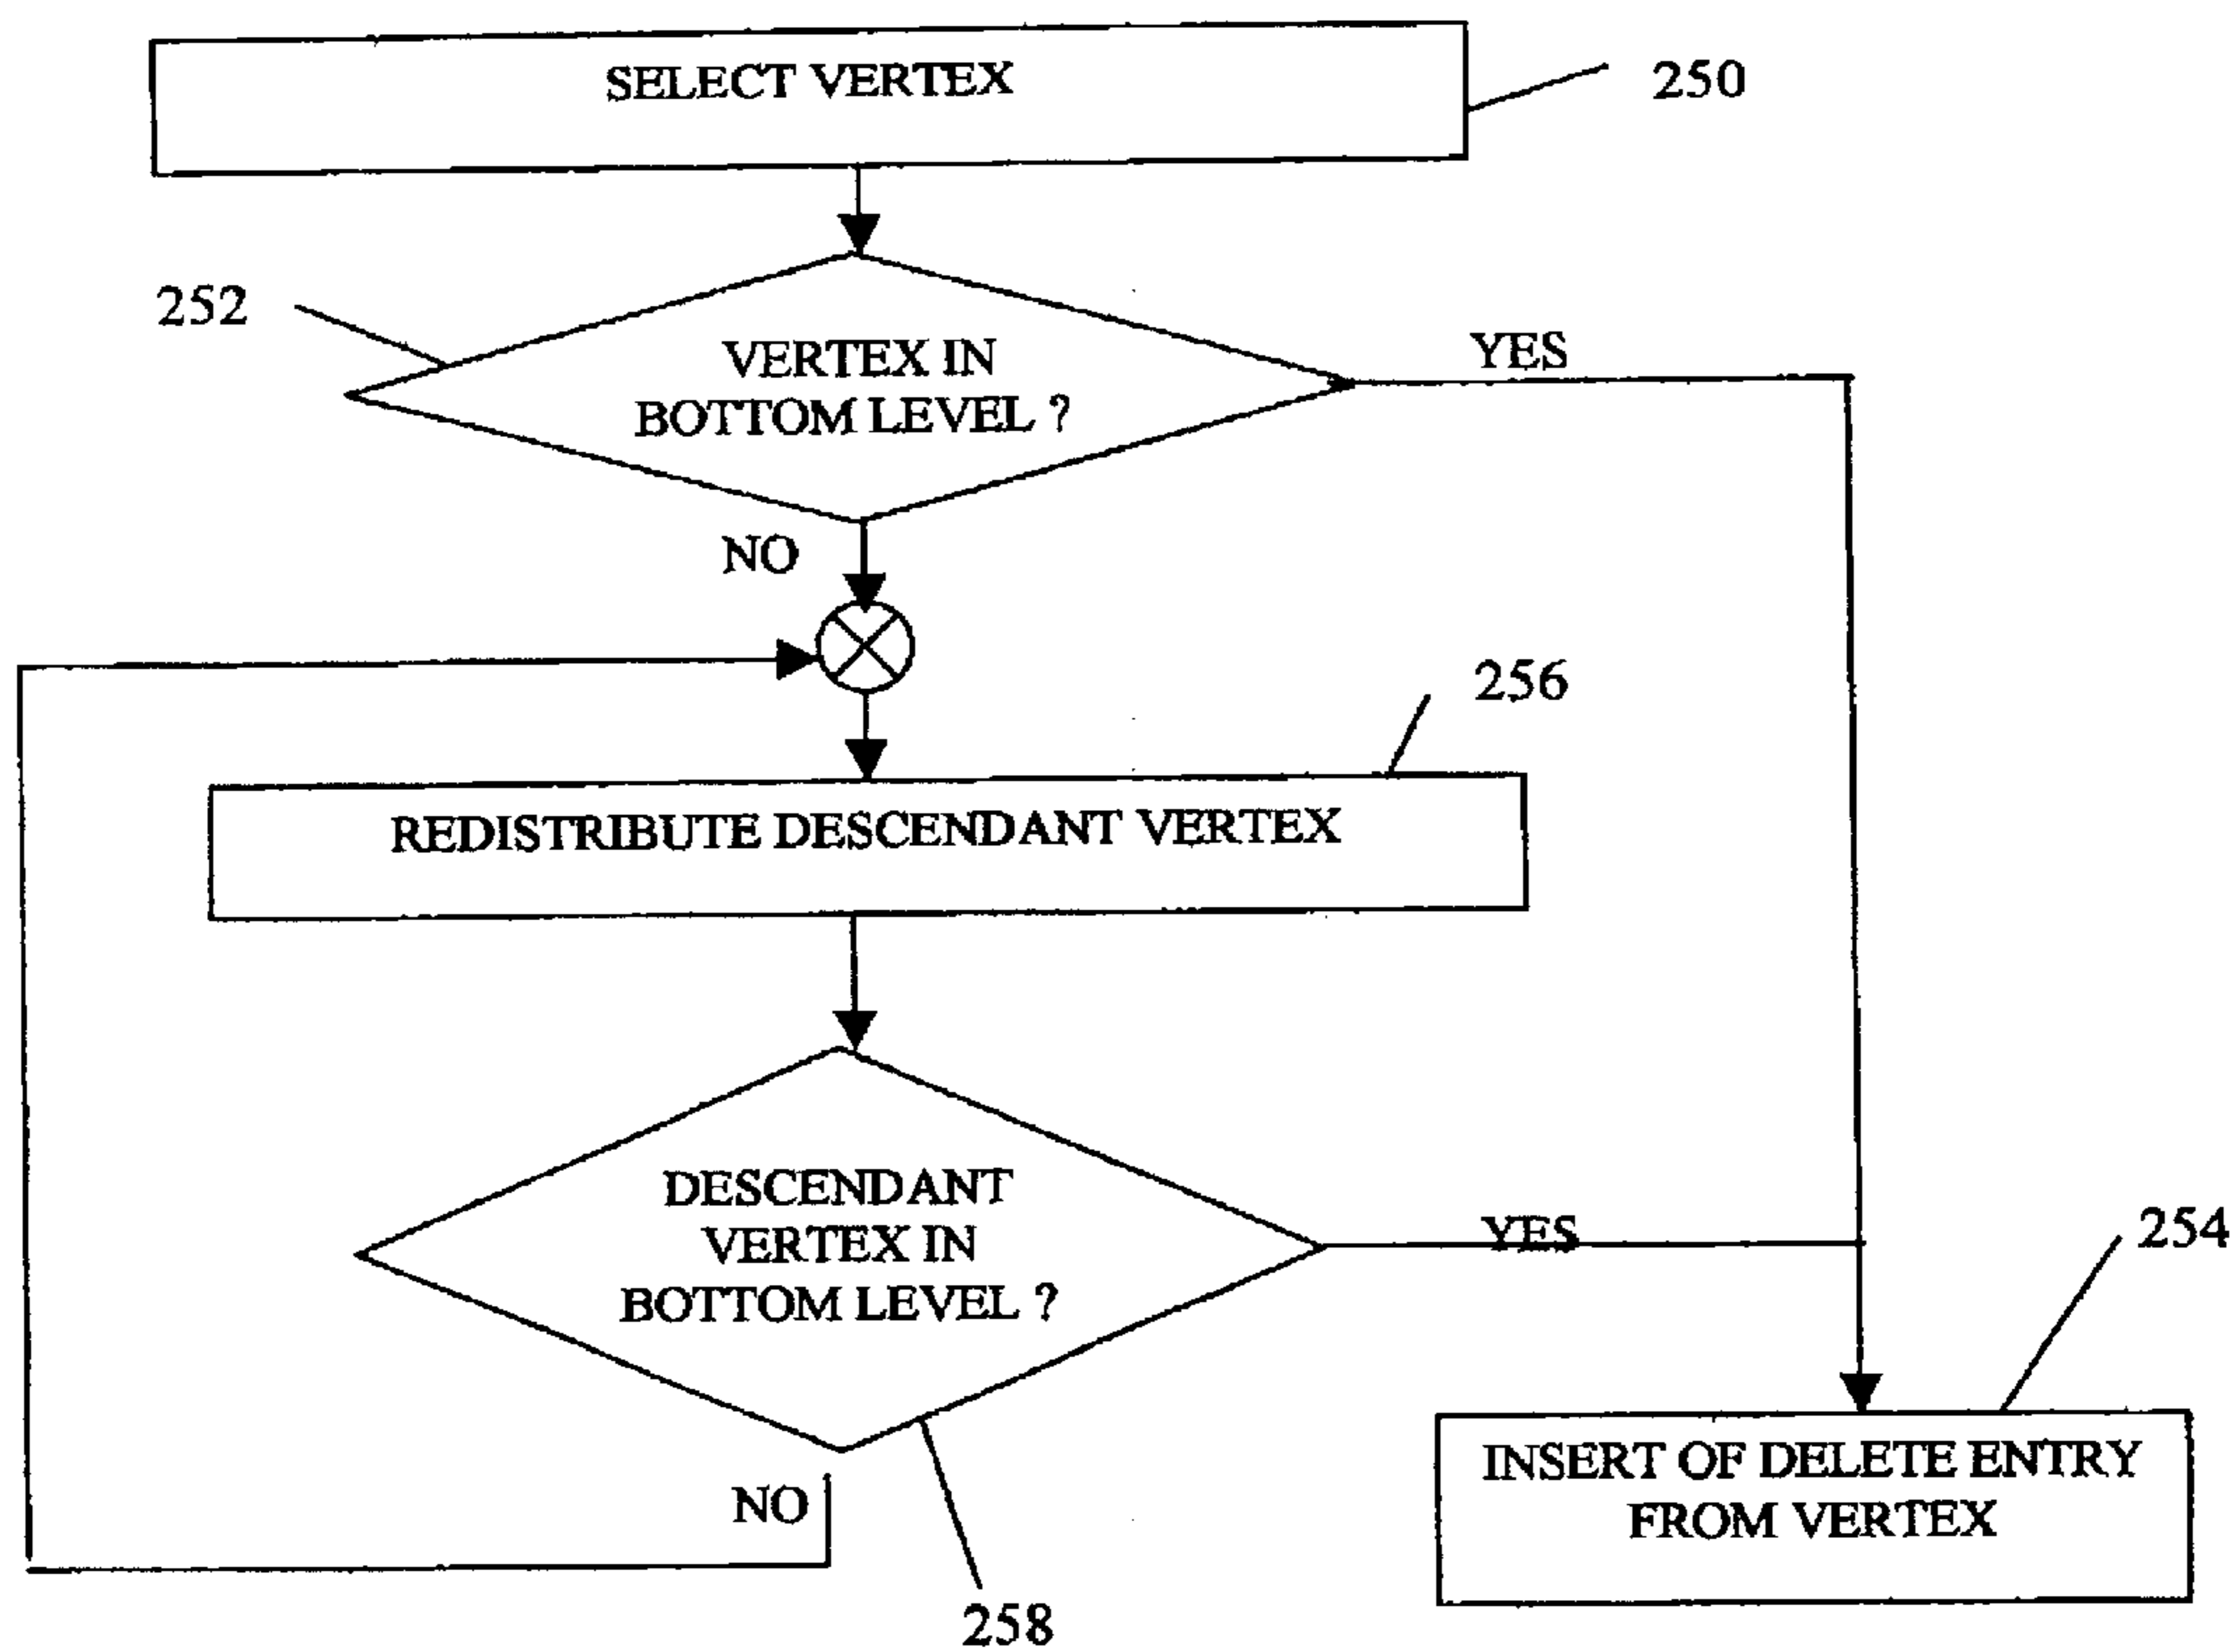 SELECT VERTEX
250
252
VERTEX IN
BOTTOM LEVEL ?
YES
NO
256
REDISTRIBUTE DESCENDANT VERTEX
DESCENDANT
VERTEX IN
BOTTOM LEVEL ?
YES
254
INSERT OF DELETE ENTRY
FROM VERTEX
NO
258